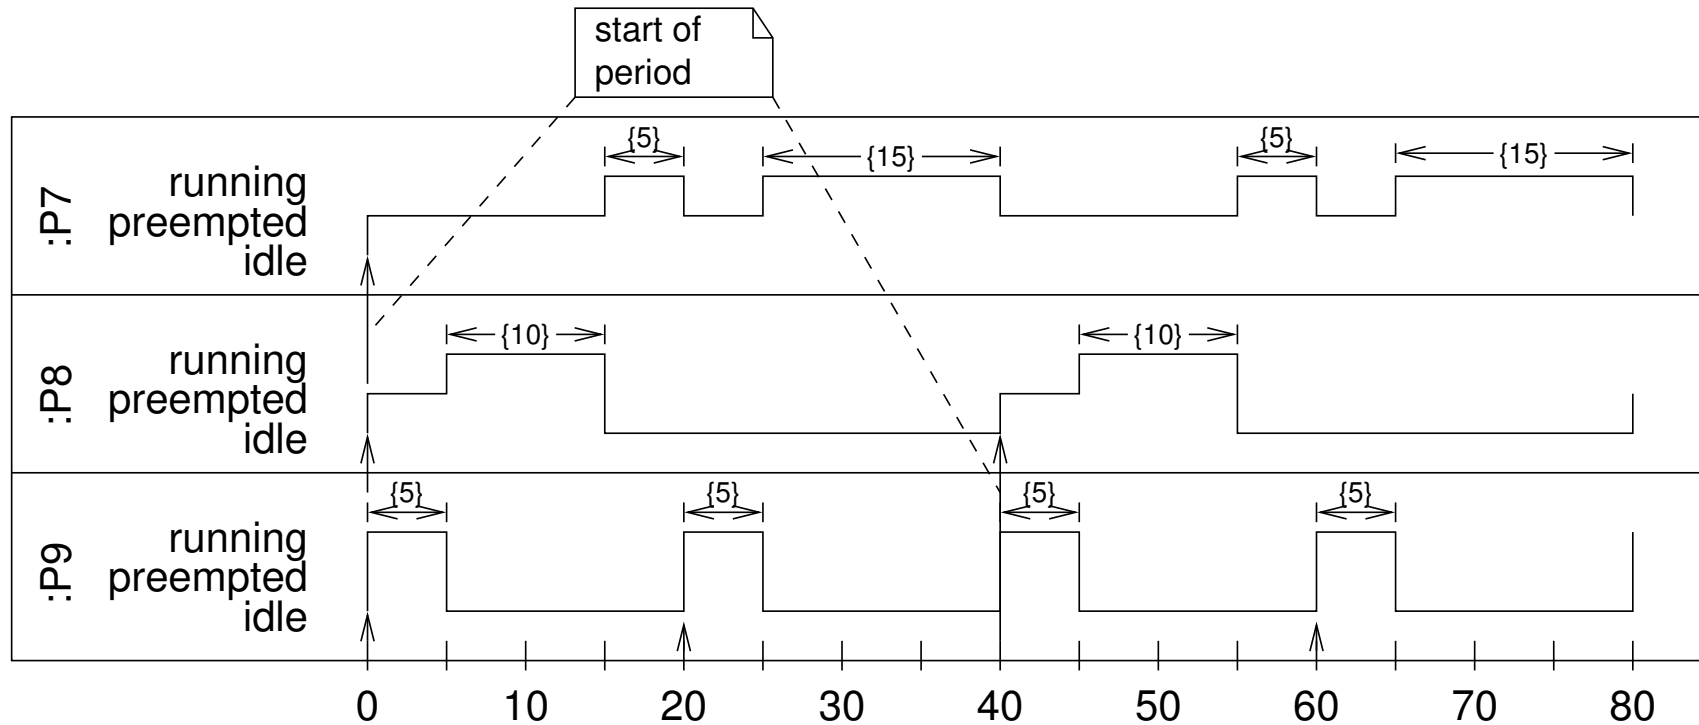 start of
period
:P7
running
preempted
idle
{5}
{15}
{5}
{15}
:P8
running
preempted
idle
{10}
{10}
:P9
running
preempted
idle
{5}
{5}
{5}
{5}
0 10 20 30 40 50 60 70 80